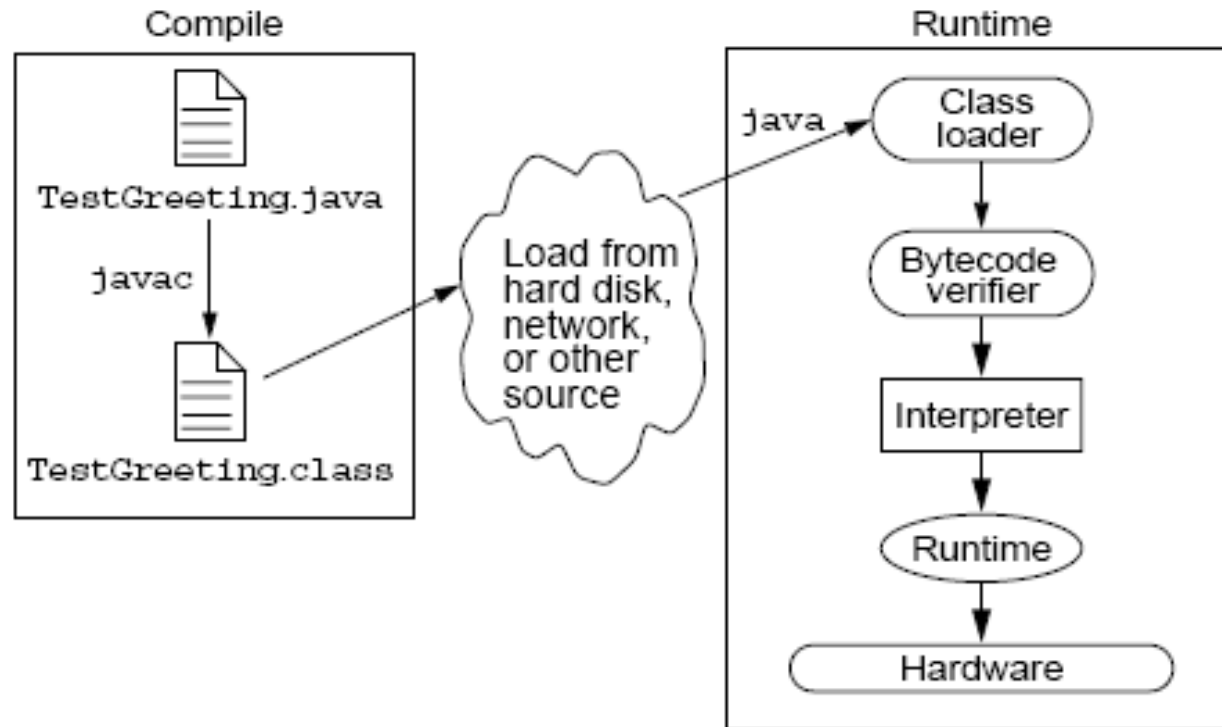 Compile
TestGreeting.java
javac
TestGreeting.class
Load from
hard disk,
network,
or other
source
Runtime
java
Class
loader
Bytecode
verifier
Interpreter
Runtime
Hardware